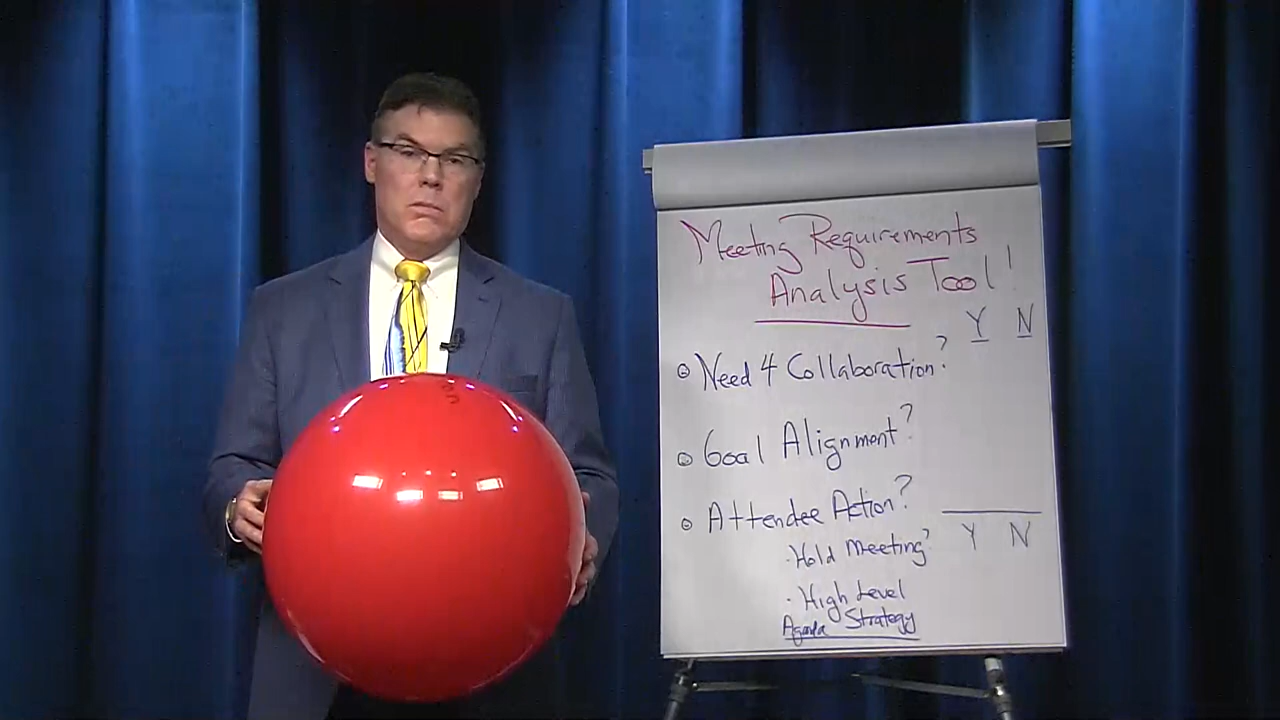 Meeting Requirements
Analysis Tool!
Y N
Need 4 Collaboration?
Goal Alignment?
Attendee Action?
· Hold Meeting? Y N
· High Level
Agenda Strategy